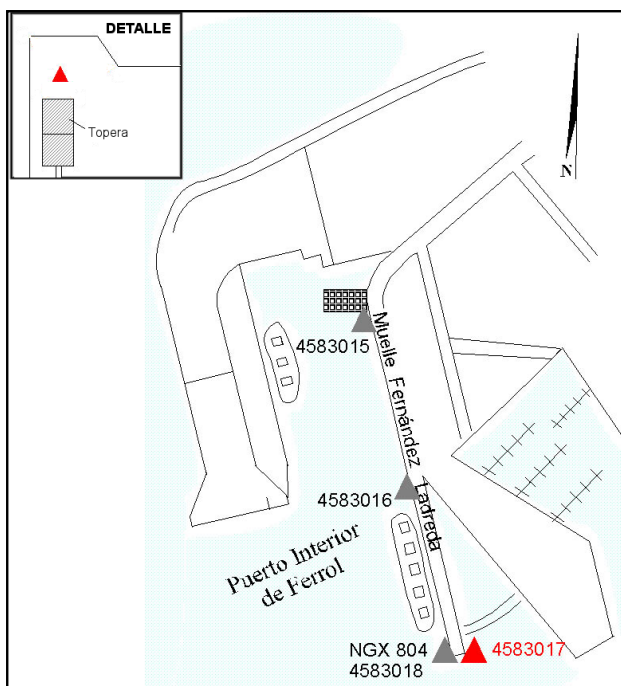 DETALLE
Topera
N
4583015
Muelle Fernández Ladreda
4583016
Puerto Interior
de Ferrol
NGX 804
4583018
4583017